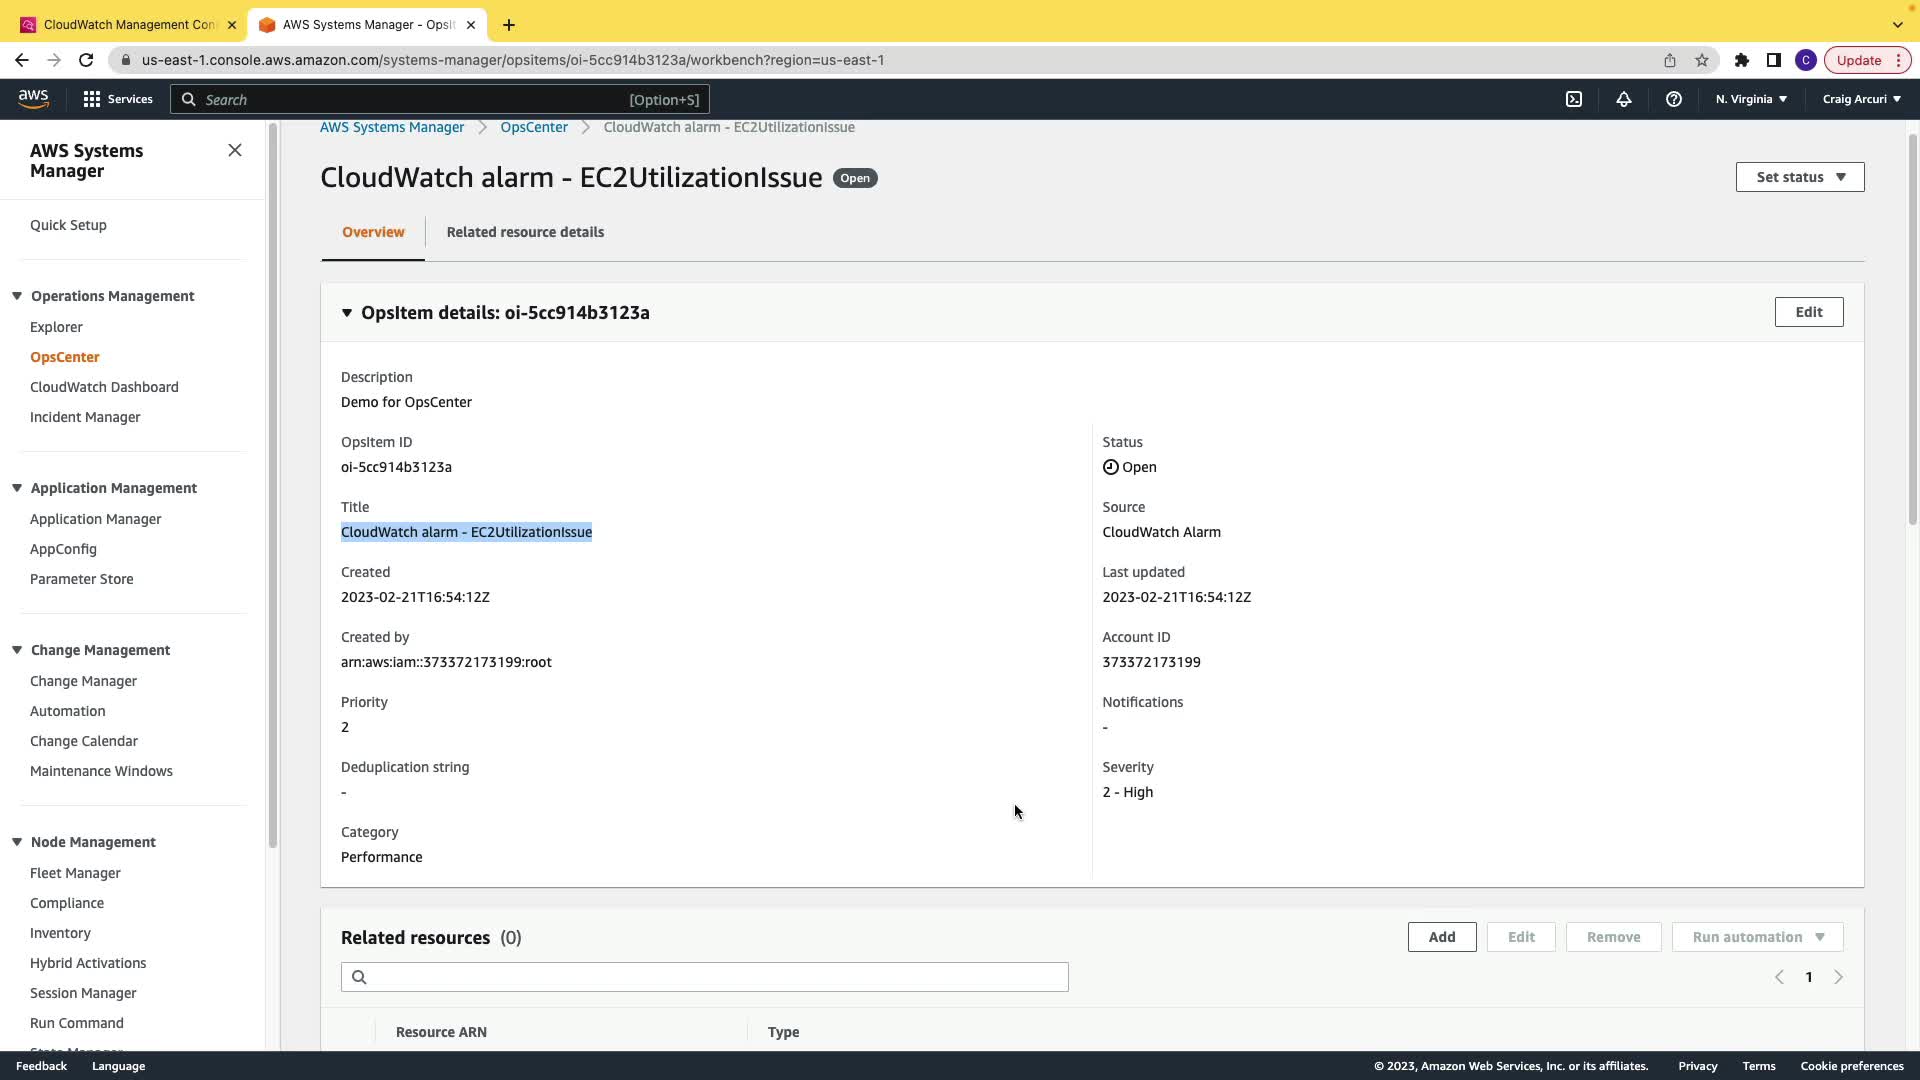 CloudWatch Management Con
AWS Systems Manager - OpsIt
us-east-1.console.aws.amazon.com/systems-manager/opsitems/oi-5cc914b3123a/workbench?region=us-east-1
C
Update
aws
Services
Search
[Option+S]
N. Virginia
Craig Arcuri
AWS Systems Manager
Quick Setup
Operations Management
Explorer
OpsCenter
CloudWatch Dashboard
Incident Manager
Application Management
Application Manager
AppConfig
Parameter Store
Change Management
Change Manager
Automation
Change Calendar
Maintenance Windows
Node Management
Fleet Manager
Compliance
Inventory
Hybrid Activations
Session Manager
Run Command
AWS Systems Manager
OpsCenter
CloudWatch alarm - EC2UtilizationIssue
CloudWatch alarm - EC2UtilizationIssue
Open
Set status
Overview
Related resource details
OpsItem details: oi-5cc914b3123a
Edit
Description
Demo for OpsCenter
OpsItem ID
oi-5cc914b3123a
Status
Open
Title
CloudWatch alarm - EC2UtilizationIssue
Source
CloudWatch Alarm
Created
2023-02-21T16:54:12Z
Last updated
2023-02-21T16:54:12Z
Created by
arn:aws:iam::373372173199:root
Account ID
373372173199
Priority
2
Notifications
-
Deduplication string
-
Severity
2 - High
Category
Performance
Related resources (0)
Add
Edit
Remove
Run automation
1
Resource ARN
Type
Feedback
Language
© 2023, Amazon Web Services, Inc. or its affiliates.
Privacy
Terms
Cookie preferences